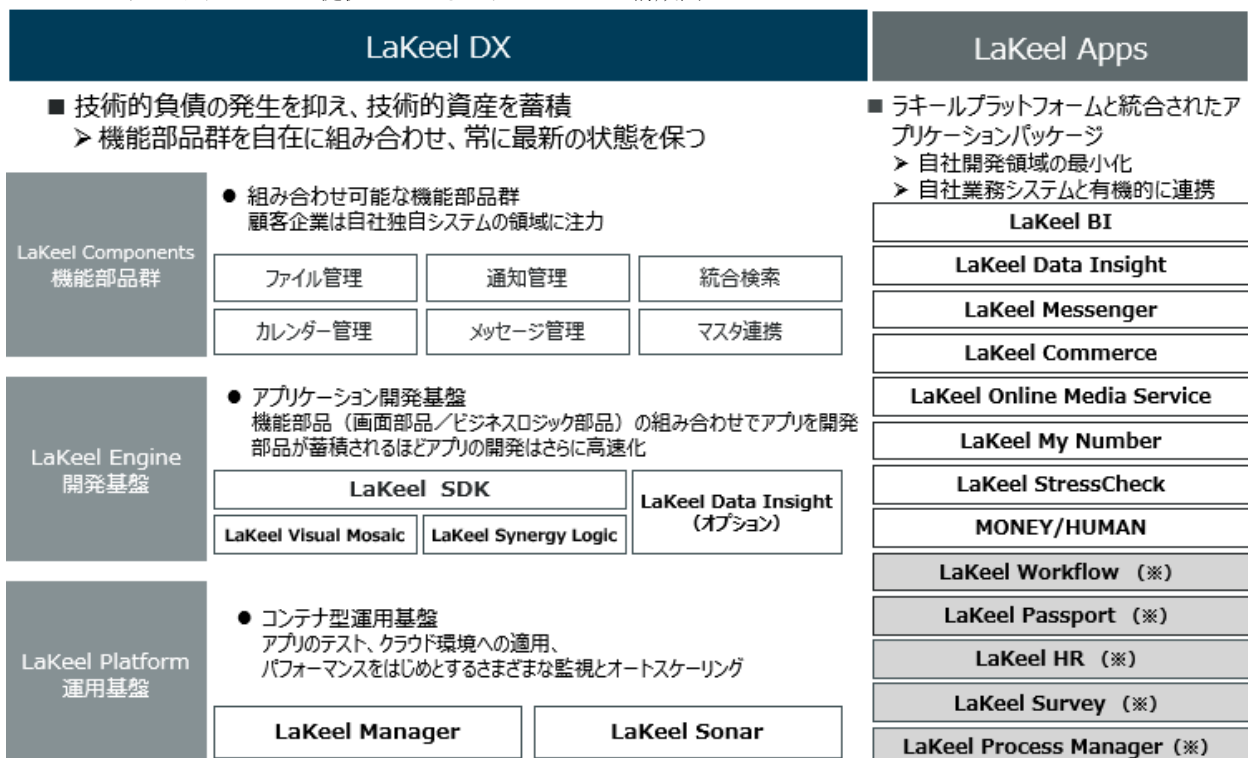 LaKeel DX
■ 技術的負債の発生を抑え、技術的資産を蓄積
➢ 機能部品群を自在に組み合わせ、常に最新の状態を保つ
LaKeel Components
機能部品群
● 組み合わせ可能な機能部品群
顧客企業は自社独自システムの領域に注力
ファイル管理
通知管理
統合検索
カレンダー管理
メッセージ管理
マスタ連携
LaKeel Engine
開発基盤
● アプリケーション開発基盤
機能部品（画面部品／ビジネスロジック部品）の組み合わせでアプリを開発
部品が蓄積されるほどアプリの開発はさらに高速化
LaKeel SDK
LaKeel Visual Mosaic
LaKeel Synergy Logic
LaKeel Data Insight
（オプション）
LaKeel Platform
運用基盤
● コンテナ型運用基盤
アプリのテスト、クラウド環境への適用、
パフォーマンスをはじめとするさまざまな監視とオートスケーリング
LaKeel Manager
LaKeel Sonar
LaKeel Apps
■ ラキールプラットフォームと統合されたア
プリケーションパッケージ
➢ 自社開発領域の最小化
➢ 自社業務システムと有機的に連携
LaKeel BI
LaKeel Data Insight
LaKeel Messenger
LaKeel Commerce
LaKeel Online Media Service
LaKeel My Number
LaKeel StressCheck
MONEY/HUMAN
LaKeel Workflow （※）
LaKeel Passport （※）
LaKeel HR （※）
LaKeel Survey （※）
LaKeel Process Manager（※）